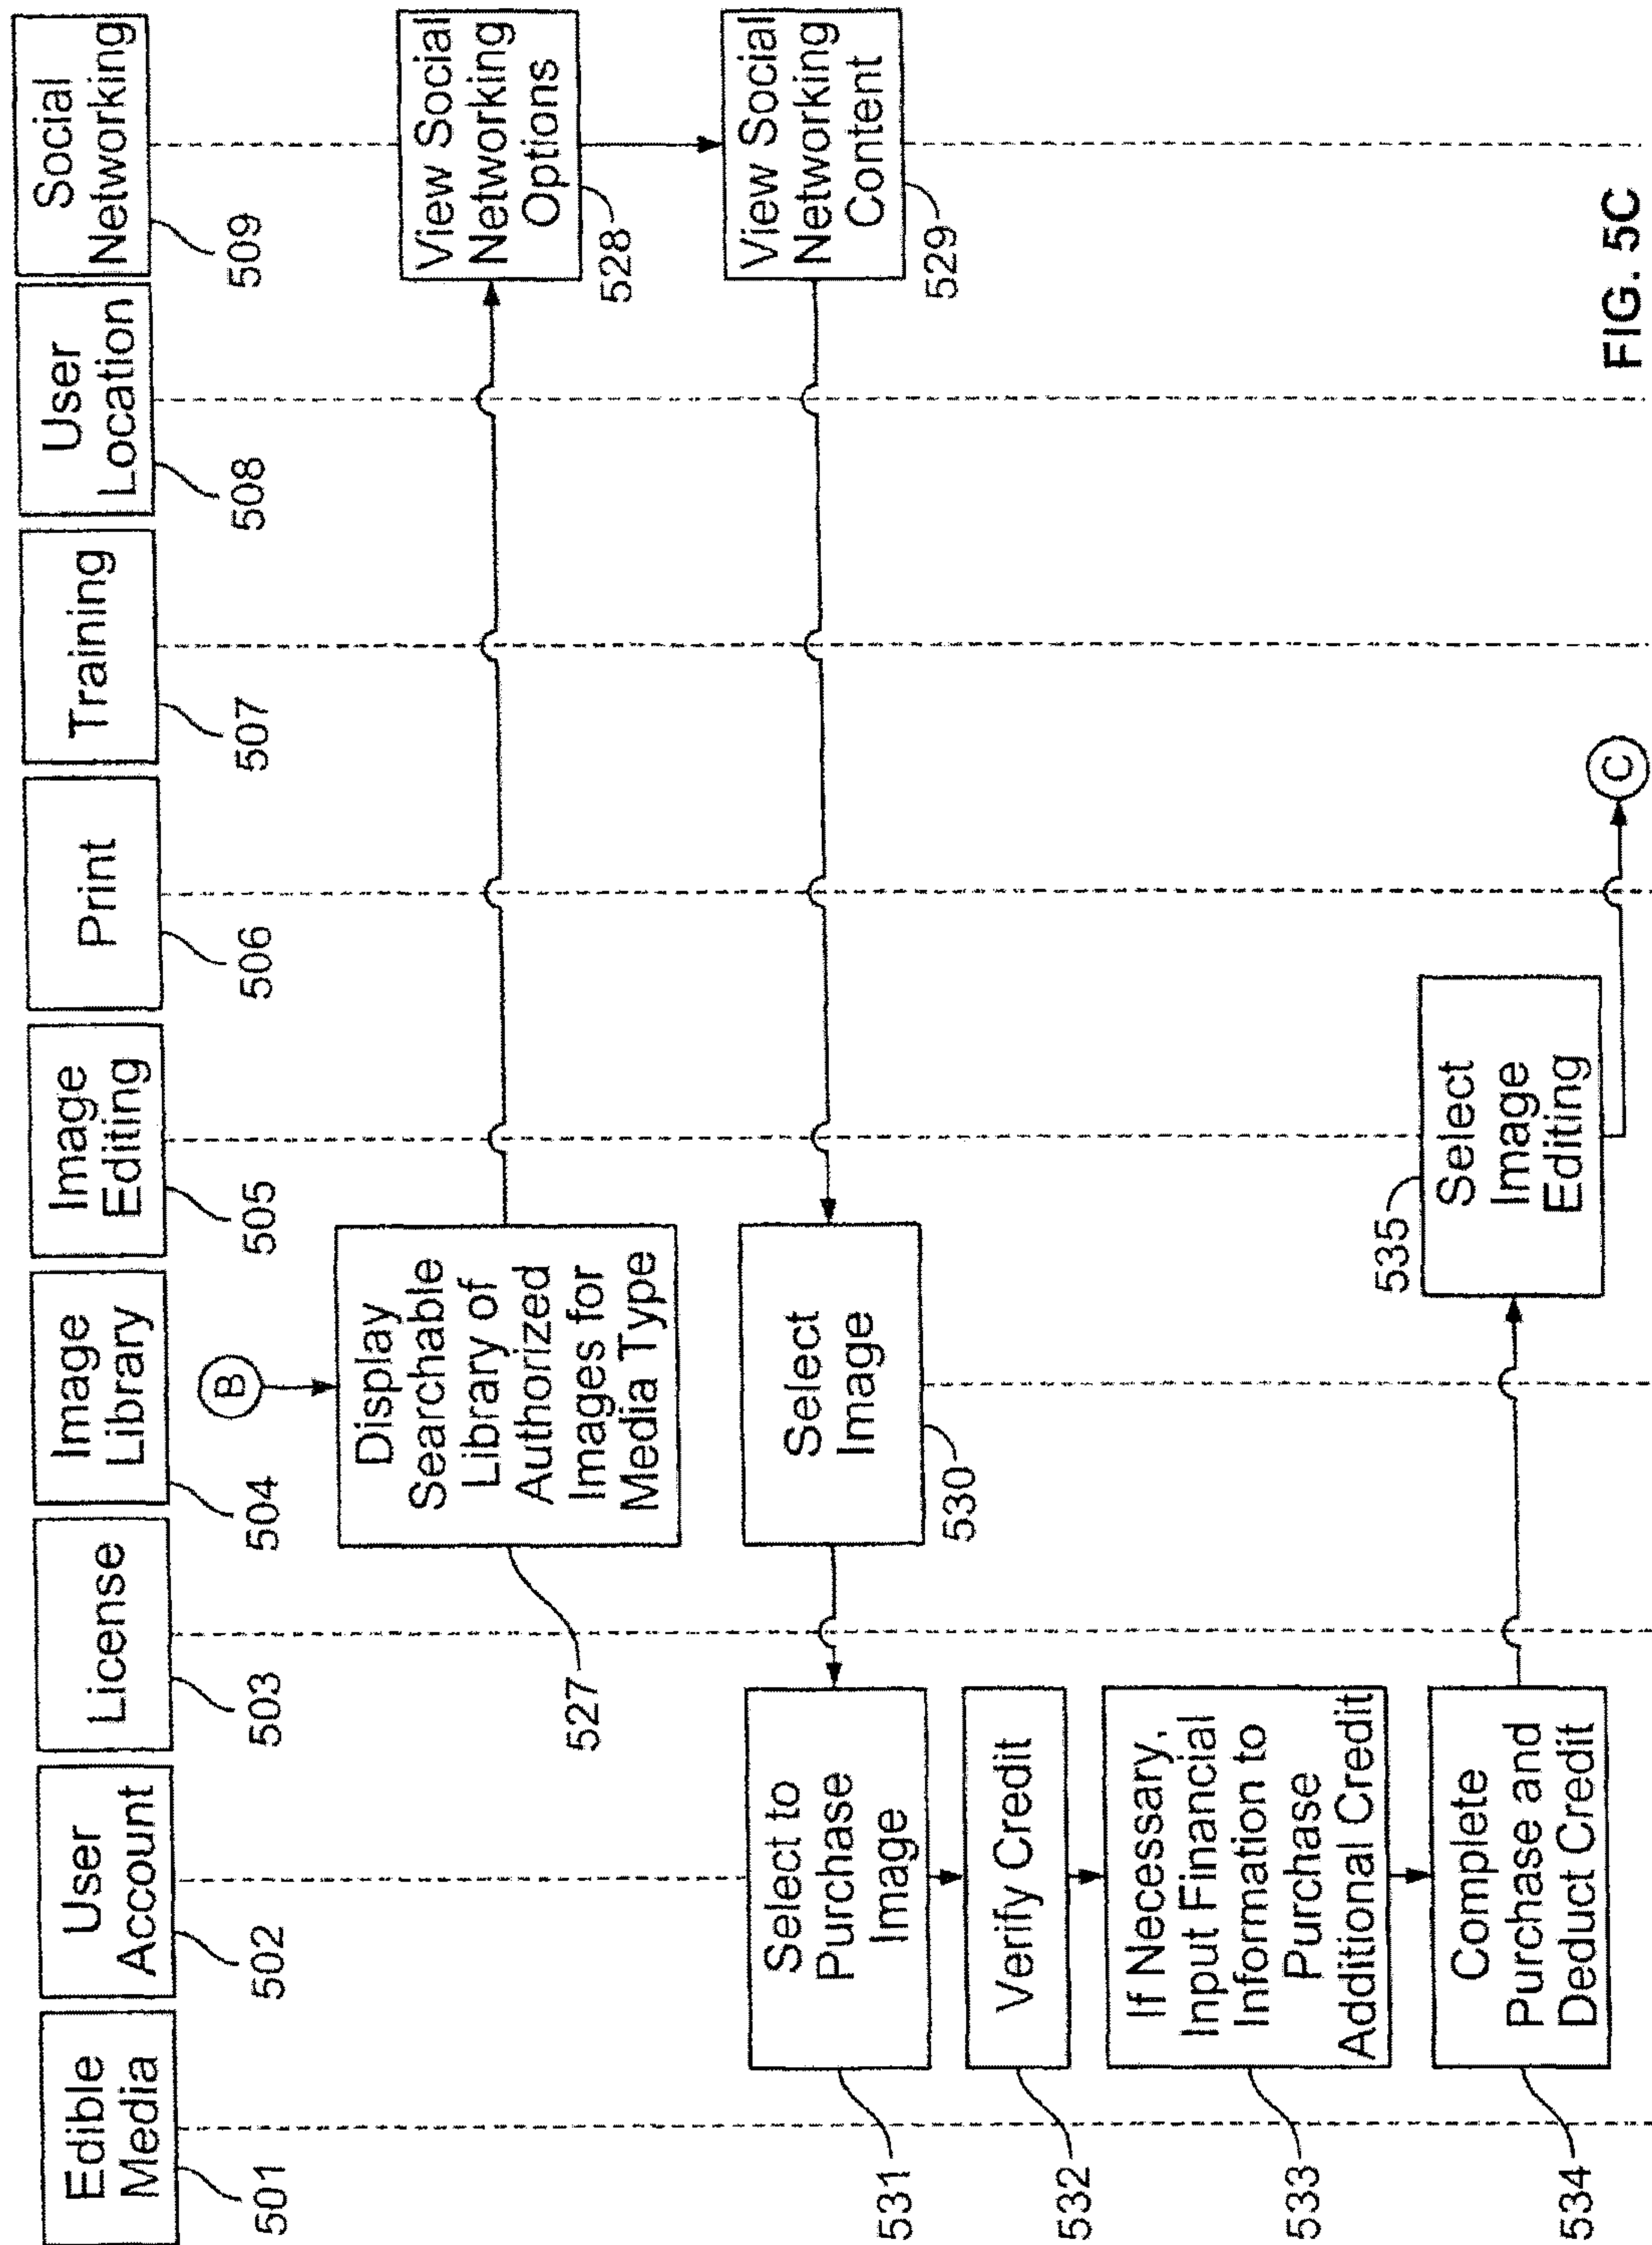 Edible
Media
501
User
Account
502
License
503
Image
Library
504
Image
Editing
505
Print
506
Training
507
User
Location
508
Social
Networking
509
B
Display
Searchable
Library of
Authorized
Images for
Media Type
527
View Social
Networking
Options
528
View Social
Networking
Content
529
Select
Image
530
Select to
Purchase
Image
531
Verify Credit
532
If Necessary,
Input Financial
Information to
Purchase
Additional Credit
533
Complete
Purchase and
Deduct Credit
534
535
Select
Image
Editing
C
FIG. 5C